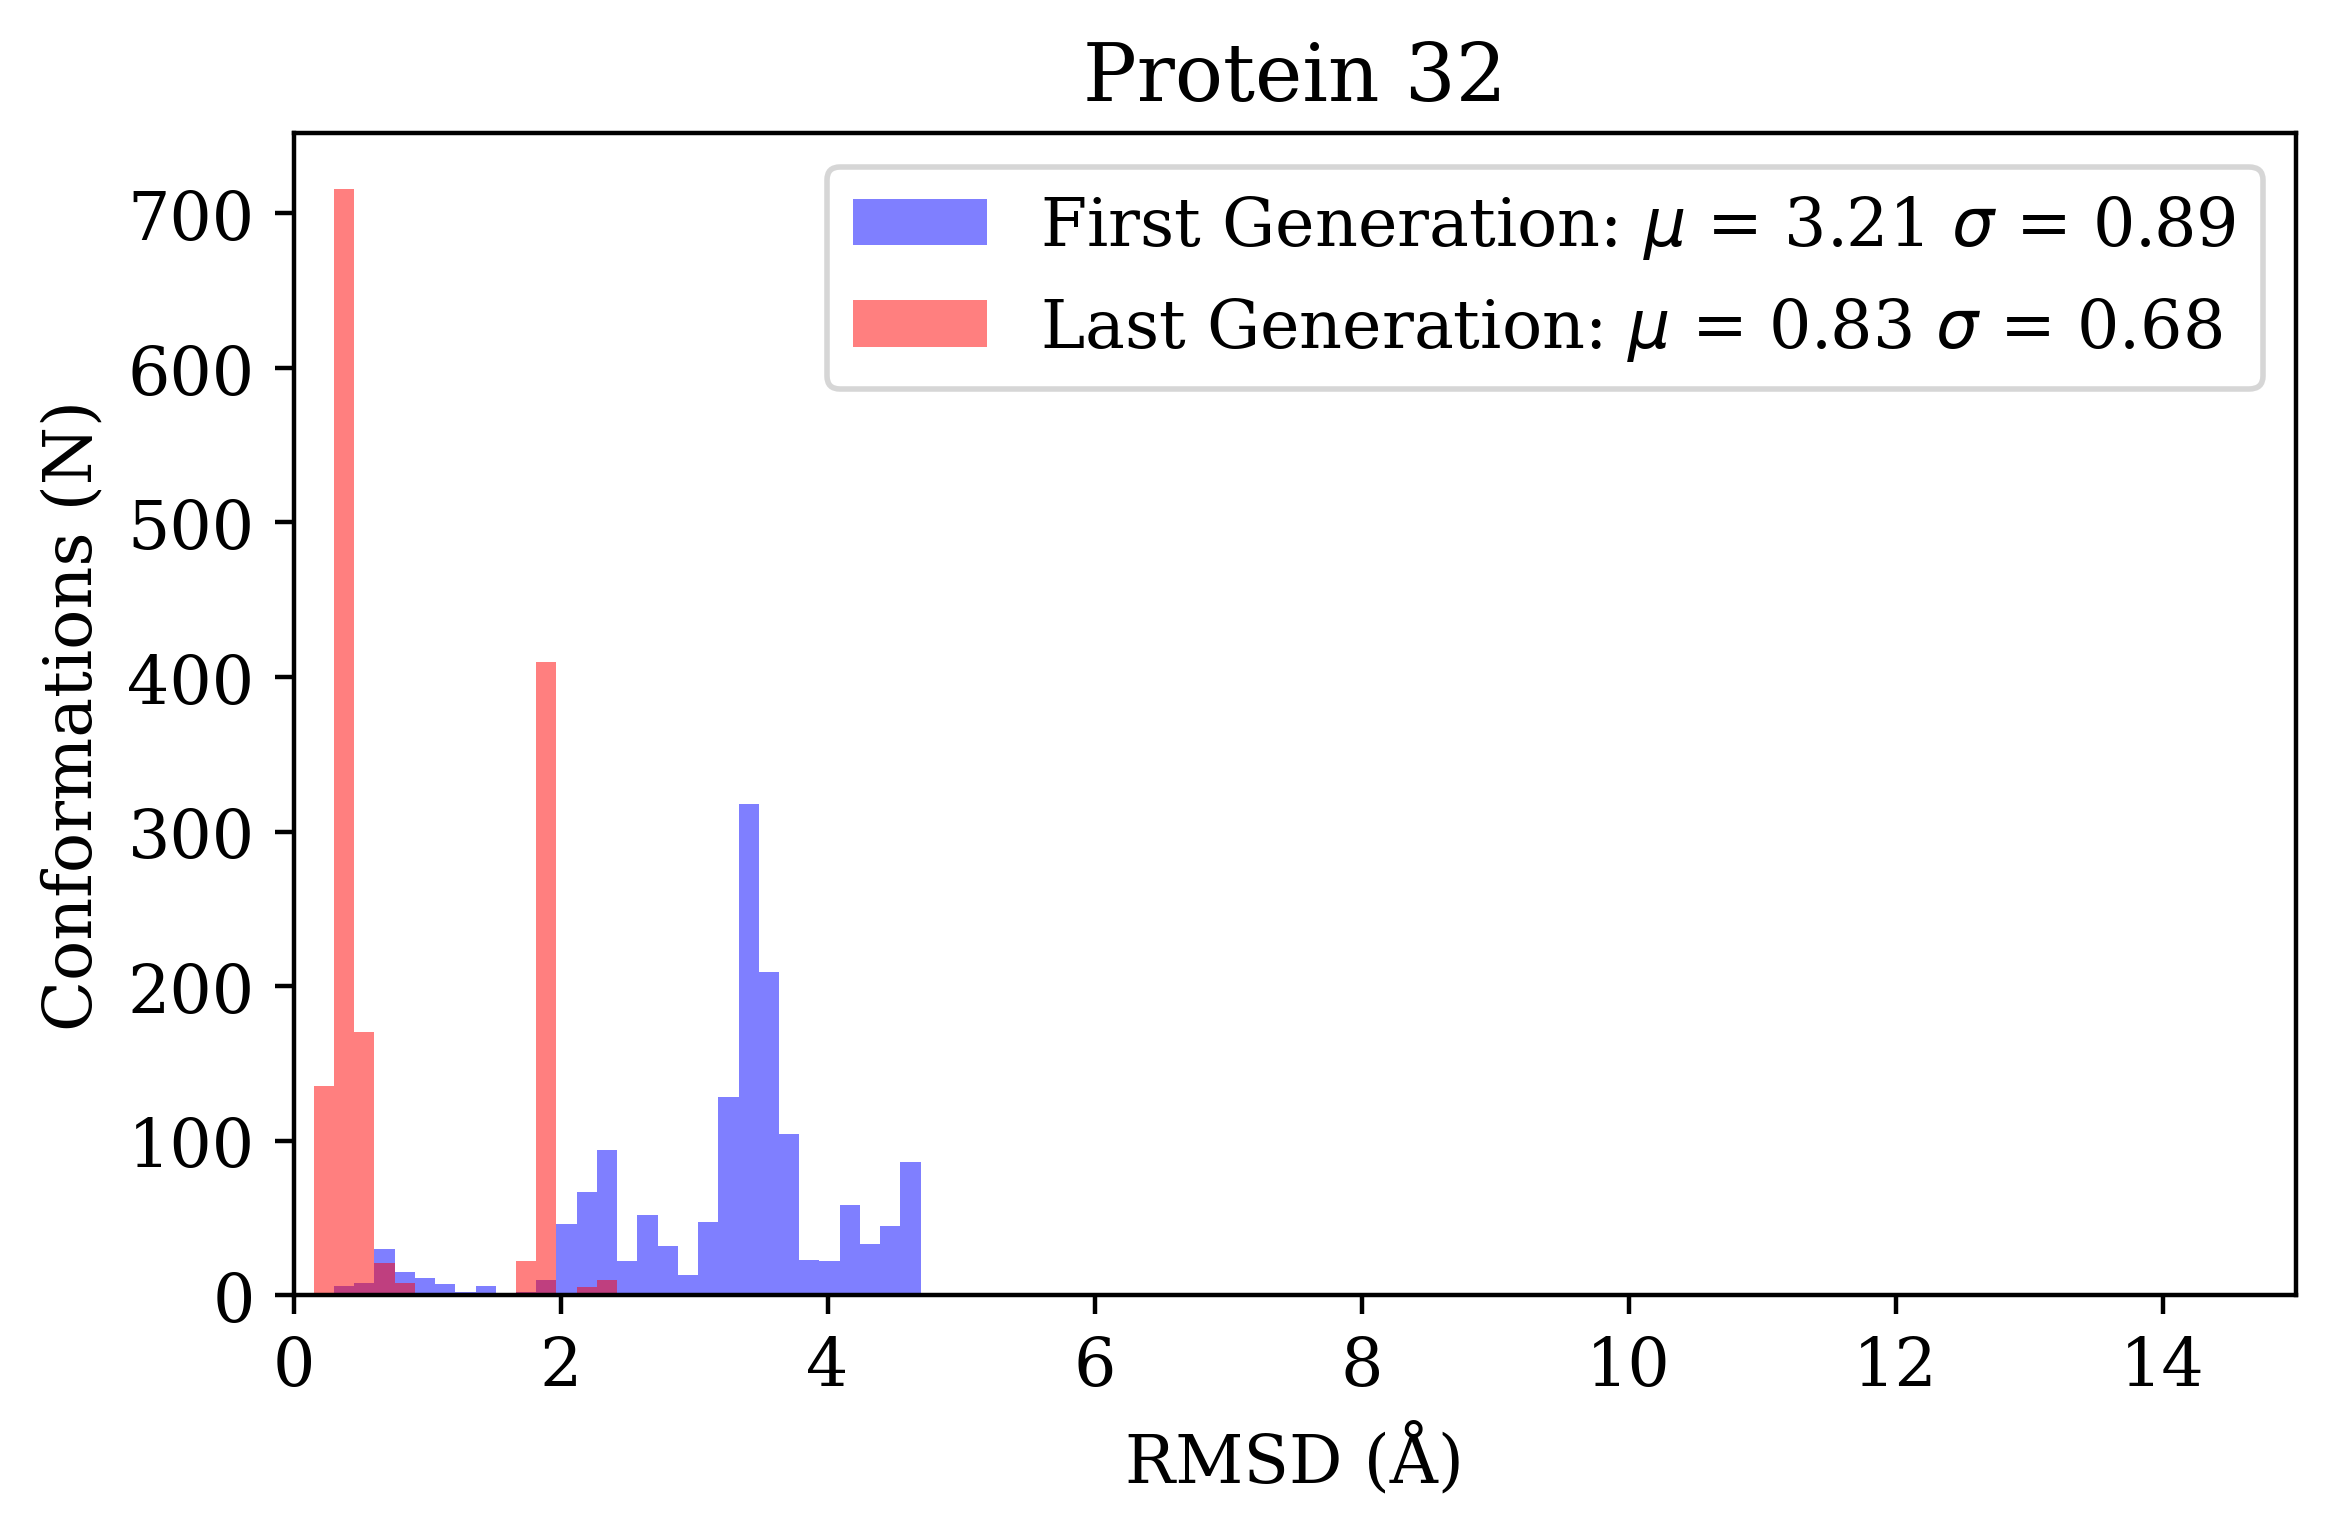 Protein 32
First Generation: μ = 3.21 σ = 0.89
Last Generation: μ = 0.83 σ = 0.68
Conformations (N)
700
600
500
400
300
200
100
0
0 2 4 6 8 10 12 14
RMSD (Å)